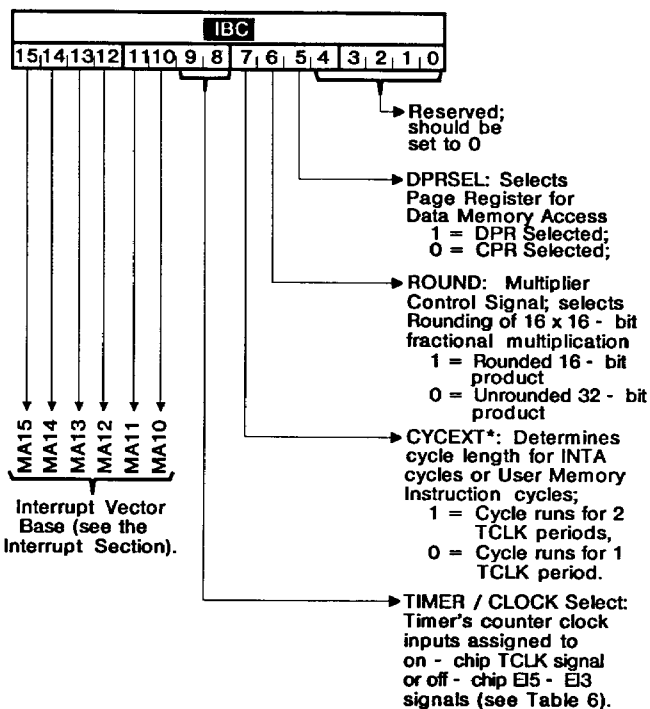 IBC
15 14 13 12 11 10 9 8 7 6 5 4 3 2 1 0
Reserved;
should be
set to 0
DPRSEL: Selects
Page Register for
Data Memory Access
1 = DPR Selected;
0 = CPR Selected;
ROUND: Multiplier
Control Signal; selects
Rounding of 16 x 16 - bit
fractional multiplication
1 = Rounded 16 - bit
product
0 = Unrounded 32 - bit
product
CYCEXT*: Determines
cycle length for INTA
cycles or User Memory
Instruction cycles;
1 = Cycle runs for 2
TCLK periods,
0 = Cycle runs for 1
TCLK period.
TIMER / CLOCK Select:
Timer's counter clock
inputs assigned to
on - chip TCLK signal
or off - chip EI5 - EI3
signals (see Table 6).
MA15
MA14
MA13
MA12
MA11
MA10
Interrupt Vector
Base (see the
Interrupt Section).